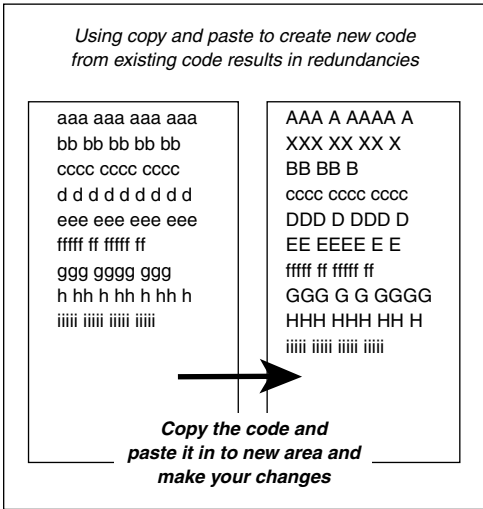 Using copy and paste to create new code
from existing code results in redundancies
aaa aaa aaa aaa
bb bb bb bb bb
cccc cccc cccc
d d d d d d d d d
eee eee eee eee
fffff ff fffff ff
ggg gggg ggg
h hh h hh h hh h
iiiii iiiii iiiii iiiii
AAA A AAAA A
XXX XX XX X
BB BB B
cccc cccc cccc
DDD D DDD D
EE EEEE E E
fffff ff fffff ff
GGG G G GGGG
HHH HHH HH H
iiiii iiiii iiiii iiiii
Copy the code and
paste it in to new area and
make your changes